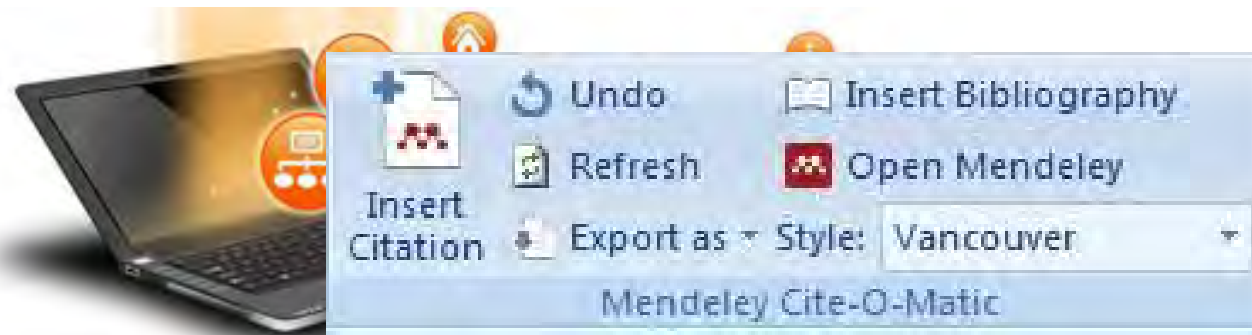 Undo
Insert Bibliography
Refresh
Open Mendeley
Insert
Citation
Export as
Style: Vancouver
Mendeley Cite-O-Matic